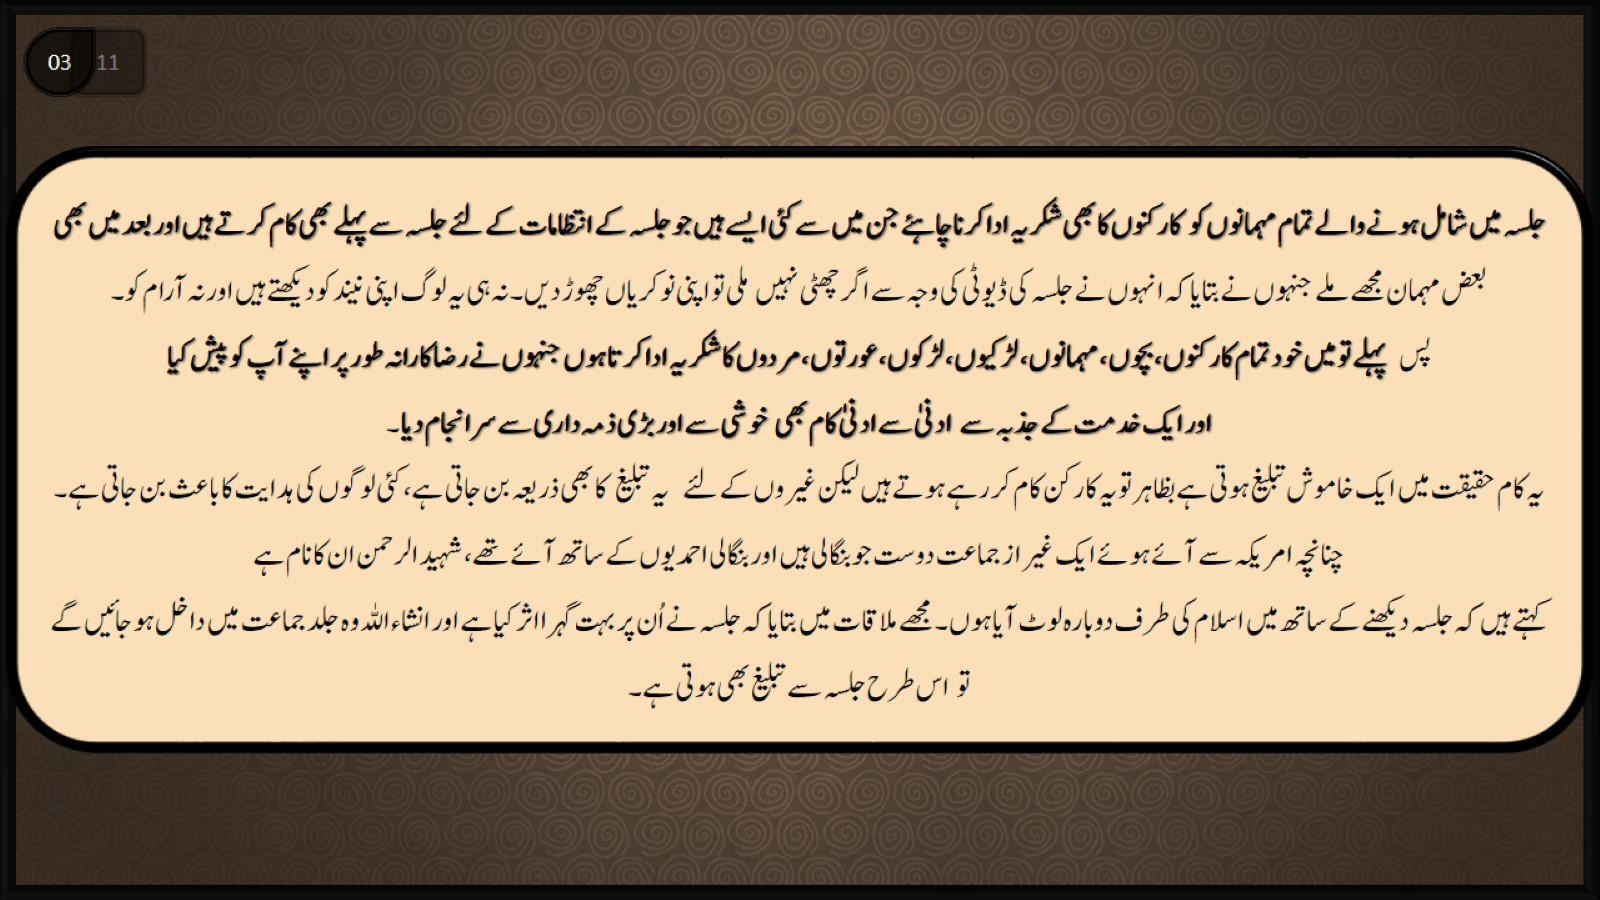 03 11
جلسہ میں شامل ہونے والے تمام مہمانوں کو کارکنوں کا بھی شکریہ ادا کرنا چاہئے جن میں سے کئی ایسے ہیں جو جلسہ کے انتظامات کے لئے جلسہ سے پہلے بھی کام کرتے ہیں اور بعد میں بھی
بعض مہمان مجھے ملے جنہوں نے بتایا کہ انہوں نے جلسہ کی ڈیوٹی کی وجہ سے اگر چھٹی نہیں ملی تو اپنی نوکریاں چھوڑ دیں۔ نہ ہی یہ لوگ اپنی نیند کو دیکھتے ہیں اور نہ آرام کو۔
پس پہلے تو میں خود تمام کارکنوں، بچوں، مہمانوں، لڑکیوں، لڑکوں، عورتوں، مردوں کا شکریہ ادا کرتا ہوں جنہوں نے رضاکارانہ طور پر اپنے آپ کو پیش کیا
اور ایک خدمت کے جذبہ سے ادنیٰ سے ادنیٰ کام بھی خوشی سے اور بڑی ذمہ داری سے سرانجام دیا۔
یہ کام حقیقت میں ایک خاموش تبلیغ ہوتی ہے بظاہر تو یہ کارکن کام کر رہے ہوتے ہیں لیکن غیروں کے لئے یہ تبلیغ کا بھی ذریعہ بن جاتی ہے، کئی لوگوں کی ہدایت کا باعث بن جاتی ہے۔
چنانچہ امریکہ سے آئے ہوئے ایک غیر از جماعت دوست جو بنگالی ہیں اور بنگالی احمدیوں کے ساتھ آئے تھے، شہید الرحمن ان کا نام ہے
کہتے ہیں کہ جلسہ دیکھنے کے ساتھ میں اسلام کی طرف دوبارہ لوٹ آیا ہوں۔ مجھے ملاقات میں بتایا کہ جلسہ نے اُن پر بہت گہرا اثر کیا ہے اور انشاء اللہ وہ جلد جماعت میں داخل ہو جائیں گے
تو اس طرح جلسہ سے تبلیغ بھی ہوتی ہے۔